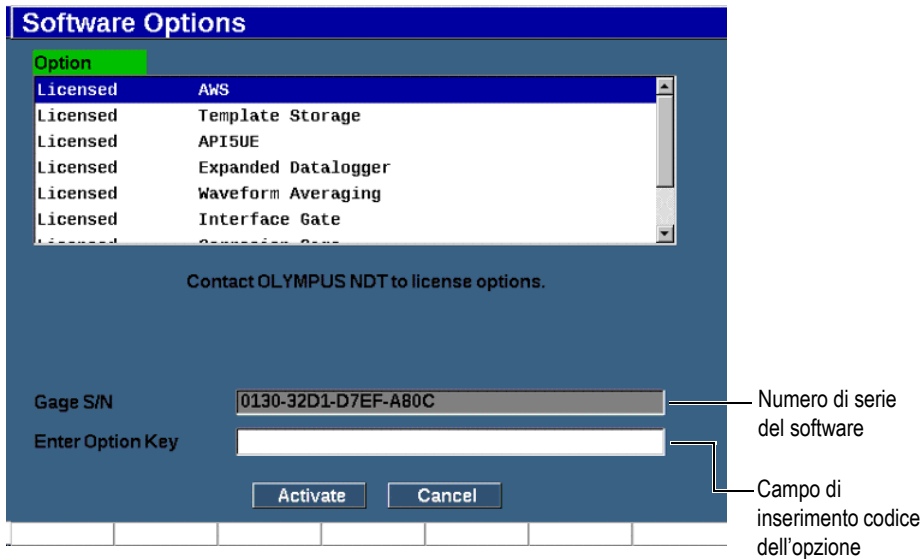 Software Options
Option
Licensed AWS
Licensed Template Storage
Licensed API5UE
Licensed Expanded Datalogger
Licensed Waveform Averaging
Licensed Interface Gate
Contact OLYMPUS NDT to license options.
Gage S/N 0130-32D1-D7EF-A80C
Enter Option Key
Activate Cancel
Numero di serie
del software
Campo di
inserimento codice
dell'opzione